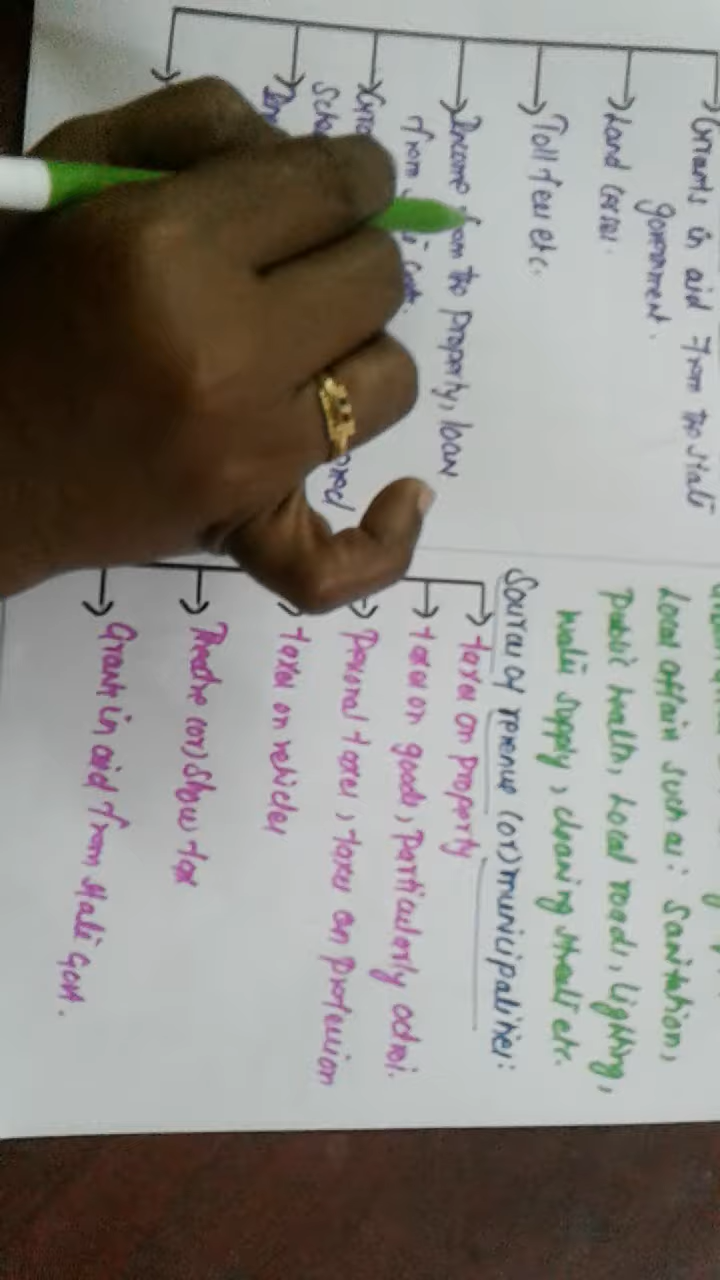 Grants in aid from the State
government.
Land cess.
Toll fees etc.
Income from the property, loan
from
Local affairs such as: Sanitation,
public health, Local roads, Lighting,
water supply, cleaning streets etc.
Sources of revenue (or) municipalities:
taxes on property
taxes on goods, particularly octroi.
Personal taxes, taxes on profession
taxes on vehicles
Theatre (or) Show tax
Grant in aid from State Govt.